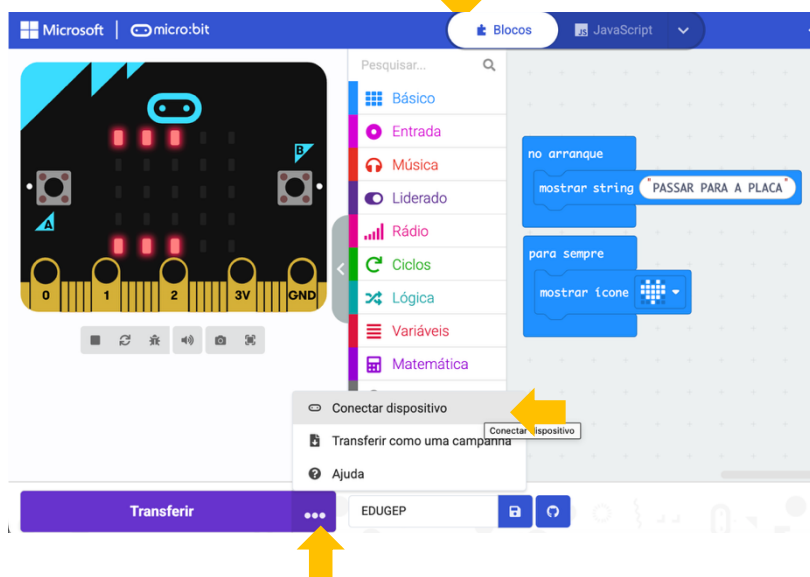 Microsoft | micro:bit
Blocos
JS JavaScript
Pesquisar...
Básico
Entrada
Música
Liderado
Rádio
Ciclos
Lógica
Variáveis
Matemática
A
B
0 1 2 3V GND
no arranque
mostrar string "PASSAR PARA A PLACA"
para sempre
mostrar ícone
Conectar dispositivo
Conectar dispositivo
Transferir como uma campanha
Ajuda
Transferir
EDUGEP